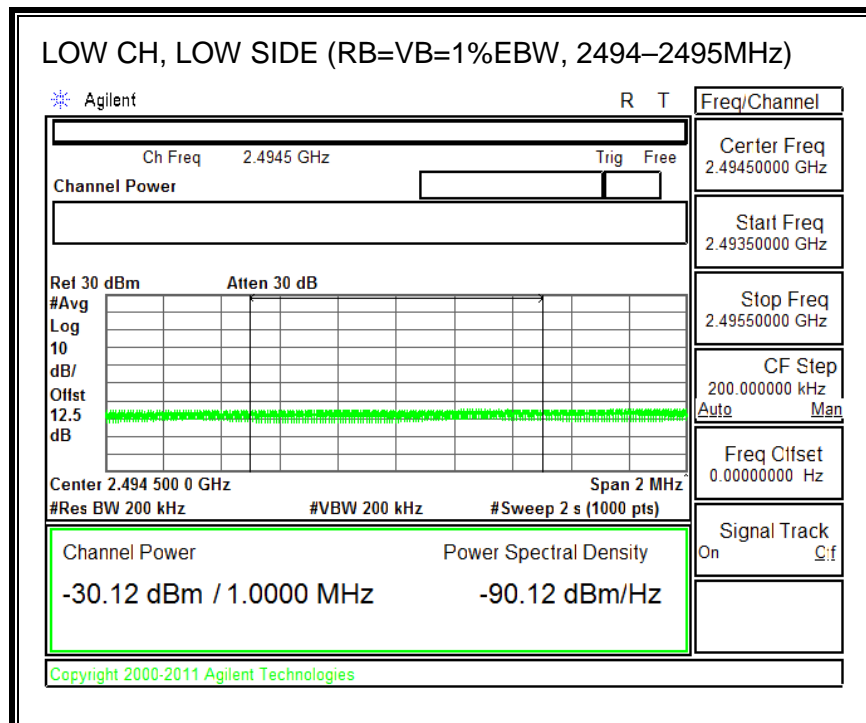 LOW CH, LOW SIDE (RB=VB=1%EBW, 2494–2495MHz)
Agilent R T Freq/Channel
Ch Freq 2.4945 GHz Trig Free
Channel Power
Center Freq
2.49450000 GHz
Start Freq
2.49350000 GHz
Stop Freq
2.49550000 GHz
CF Step
200.000000 kHz
Auto Man
Freq Offset
0.00000000 Hz
Signal Track
On Off
Ref 30 dBm Atten 30 dB
#Avg
Log
10
dB/
Offst
12.5
dB
Center 2.494 500 0 GHz Span 2 MHz
#Res BW 200 kHz #VBW 200 kHz #Sweep 2 s (1000 pts)
Channel Power Power Spectral Density
-30.12 dBm / 1.0000 MHz -90.12 dBm/Hz
Copyright 2000-2011 Agilent Technologies